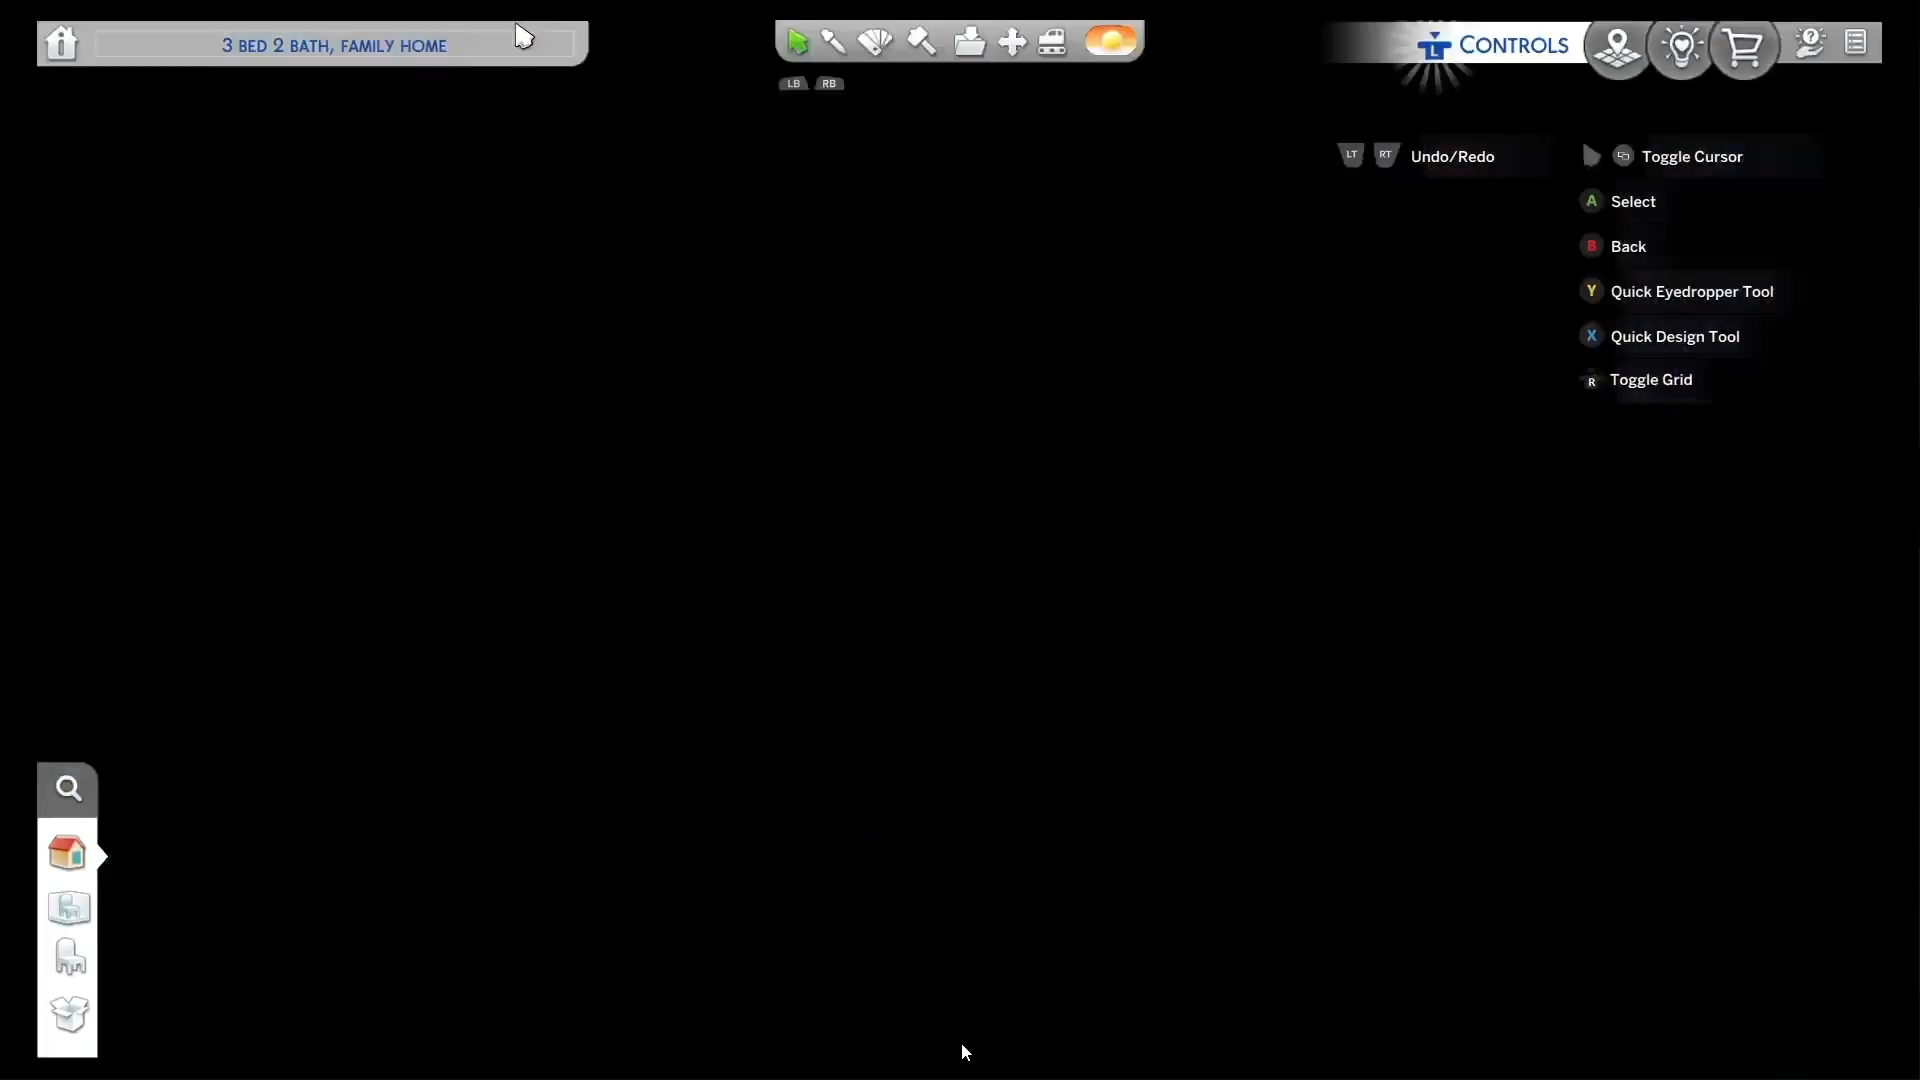 3 BED 2 BATH, FAMILY HOME
L CONTROLS
LB RB
LT RT Undo/Redo
Toggle Cursor
A Select
B Back
Y Quick Eyedropper Tool
X Quick Design Tool
R Toggle Grid